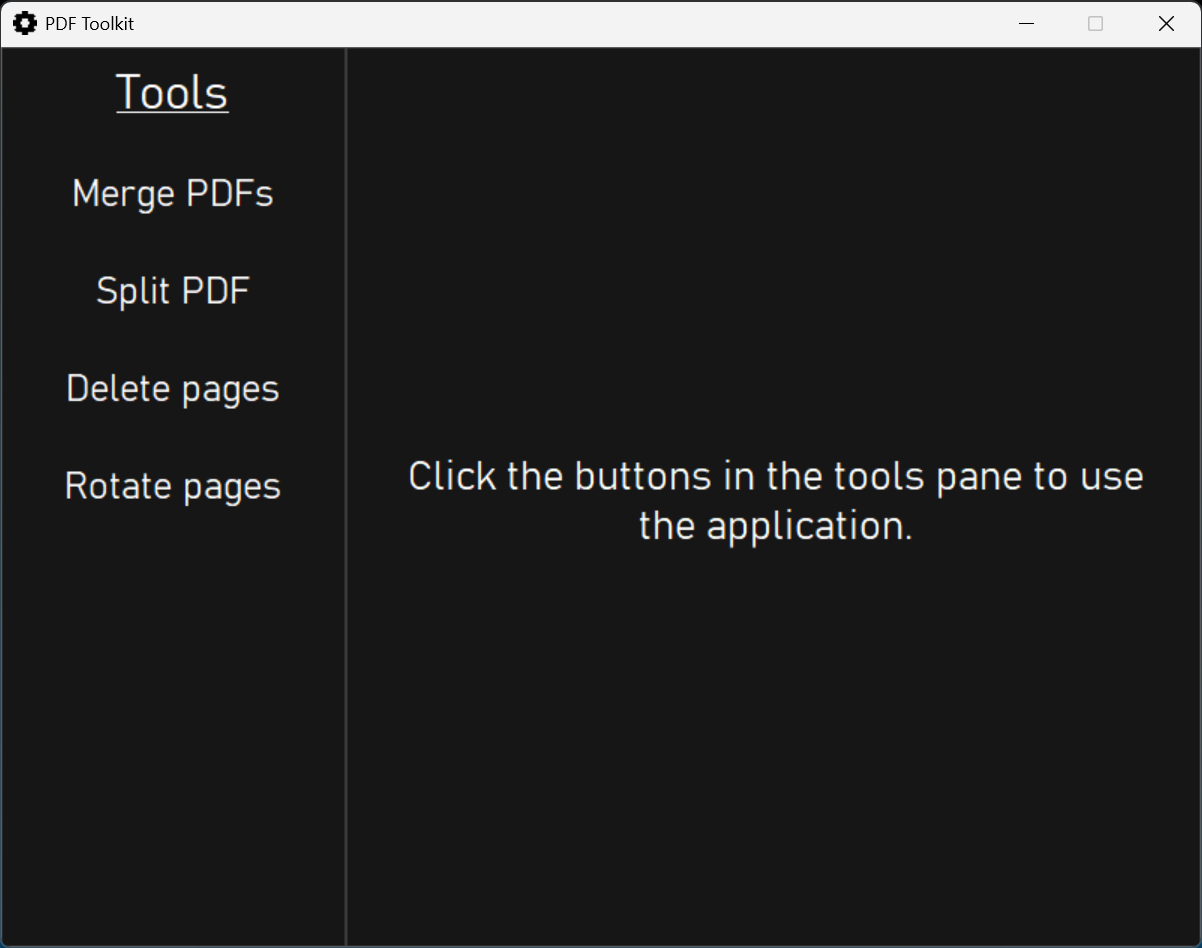 PDF Toolkit
Tools
Merge PDFs
Split PDF
Delete pages
Rotate pages
Click the buttons in the tools pane to use
the application.